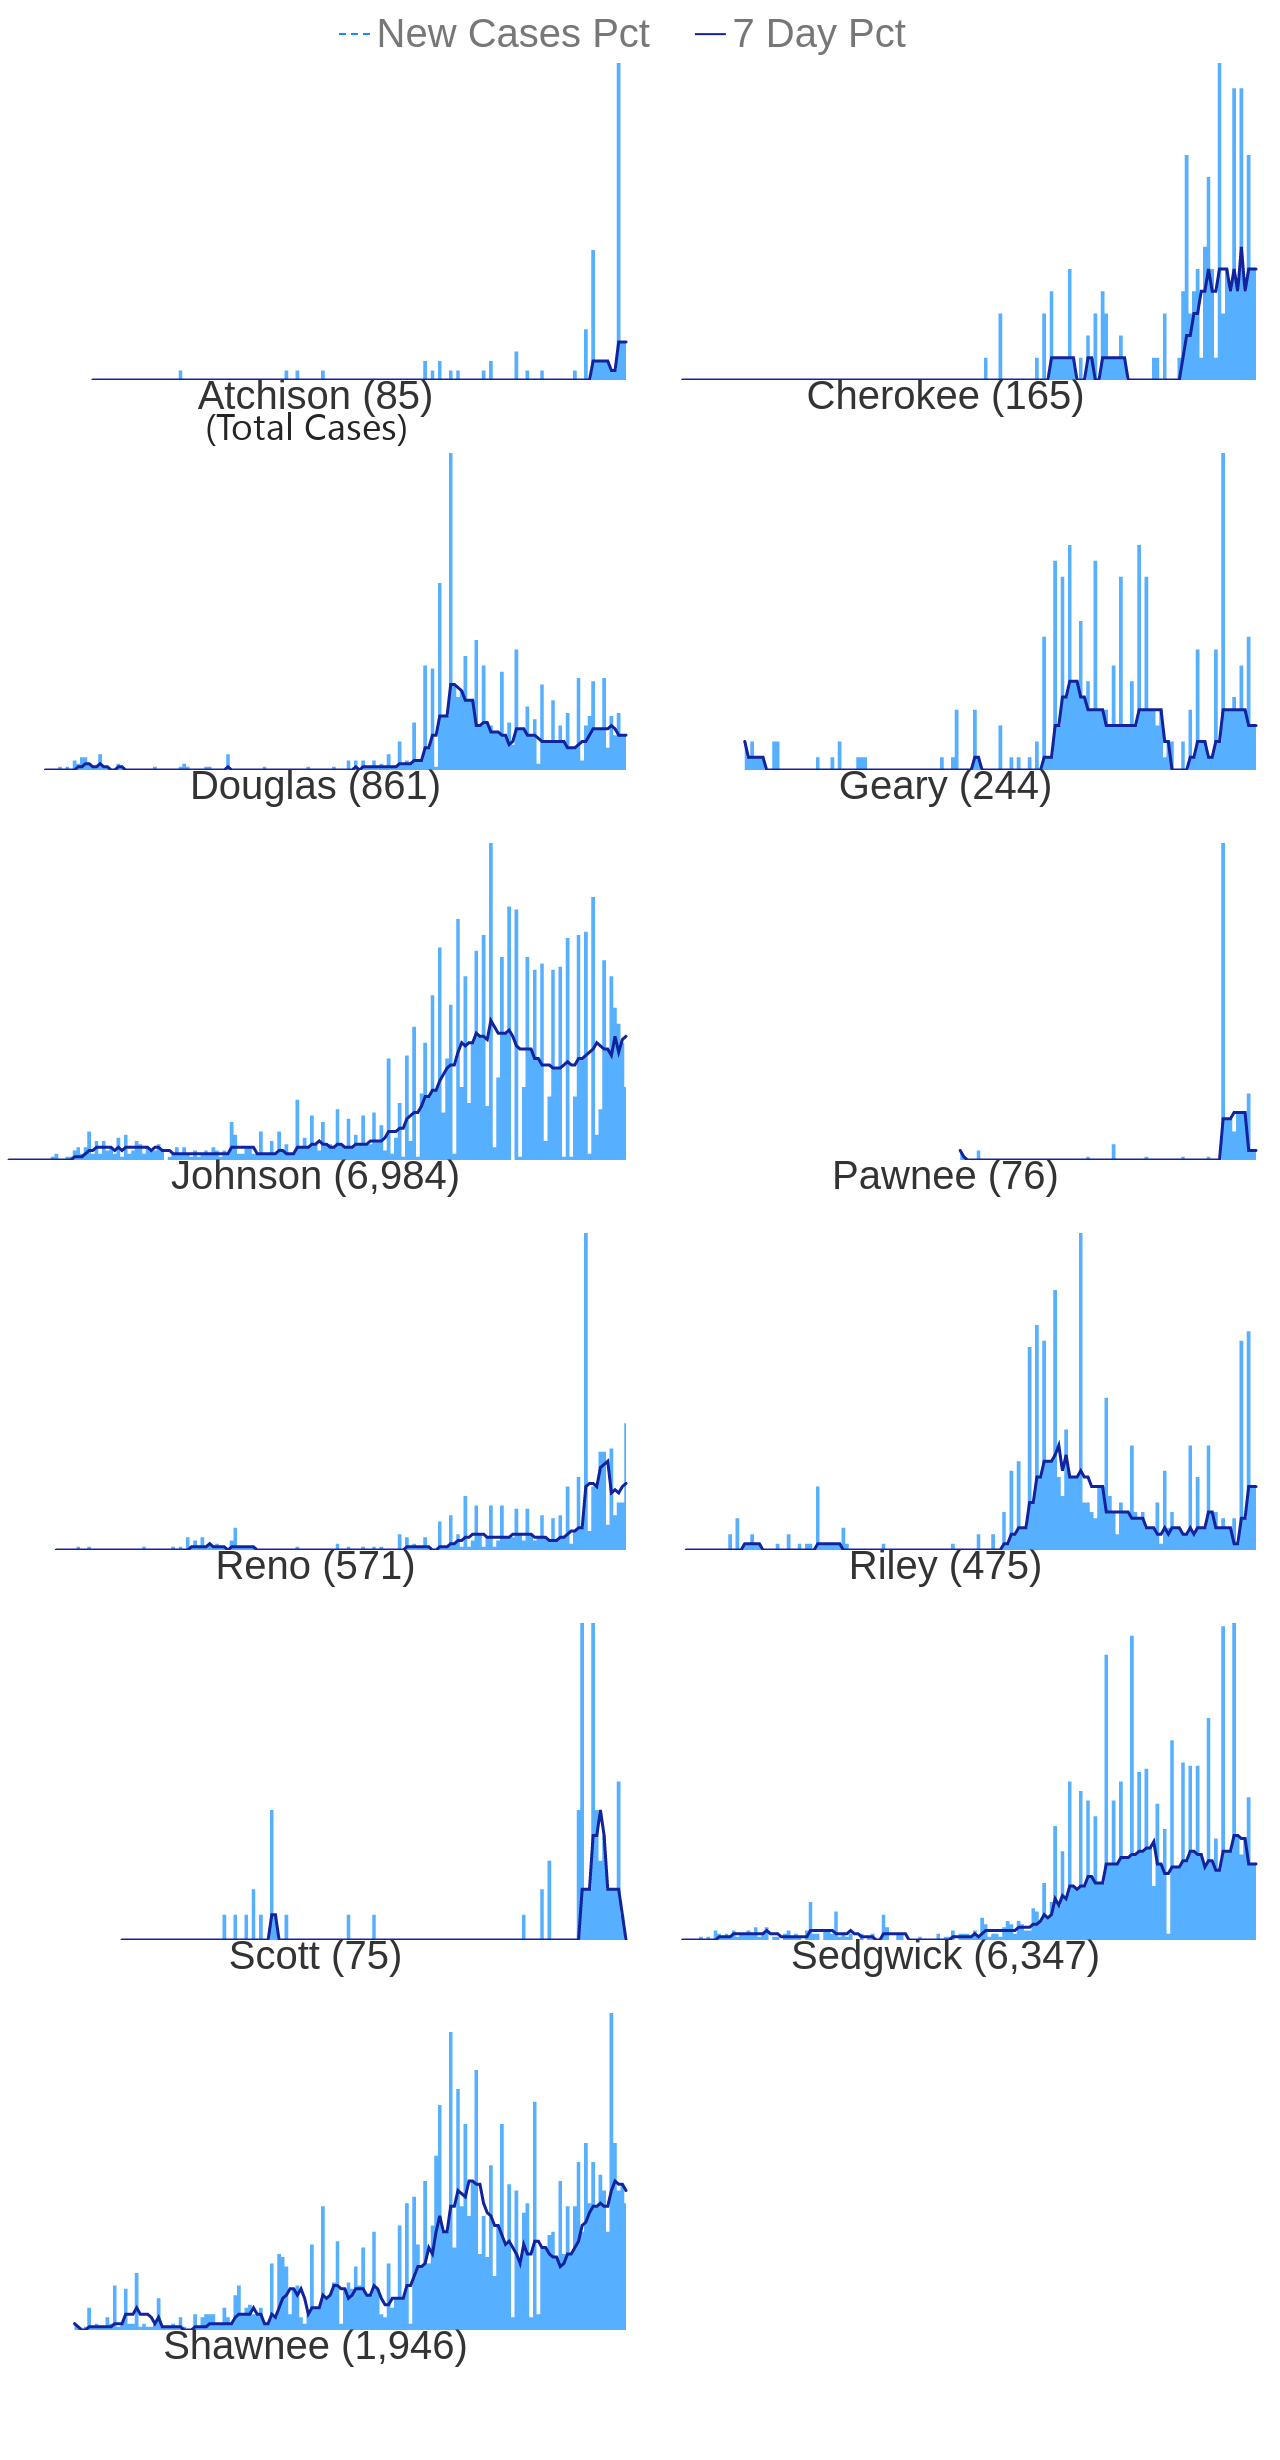 New Cases Pct 7 Day Pct
Atchison (85) Cherokee (165)
(Total Cases)
Douglas (861) Geary (244)
Johnson (6,984) Pawnee (76)
Reno (571) Riley (475)
Scott (75) Sedgwick (6,347)
Shawnee (1,946)